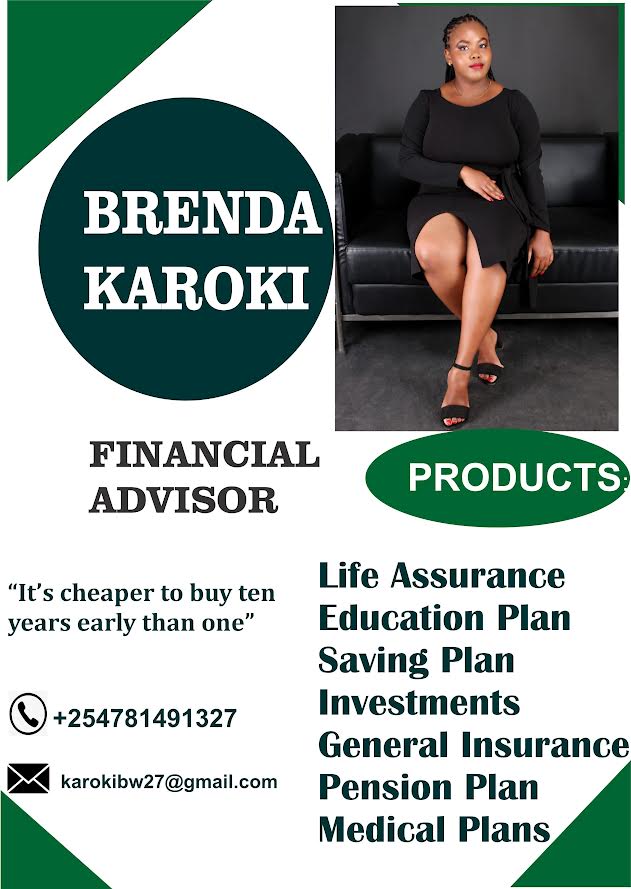 BRENDA
KAROKI
FINANCIAL
ADVISOR
“It’s cheaper to buy ten
years early than one”
+254781491327
karokibw27@gmail.com
PRODUCTS:
Life Assurance
Education Plan
Saving Plan
Investments
General Insurance
Pension Plan
Medical Plans